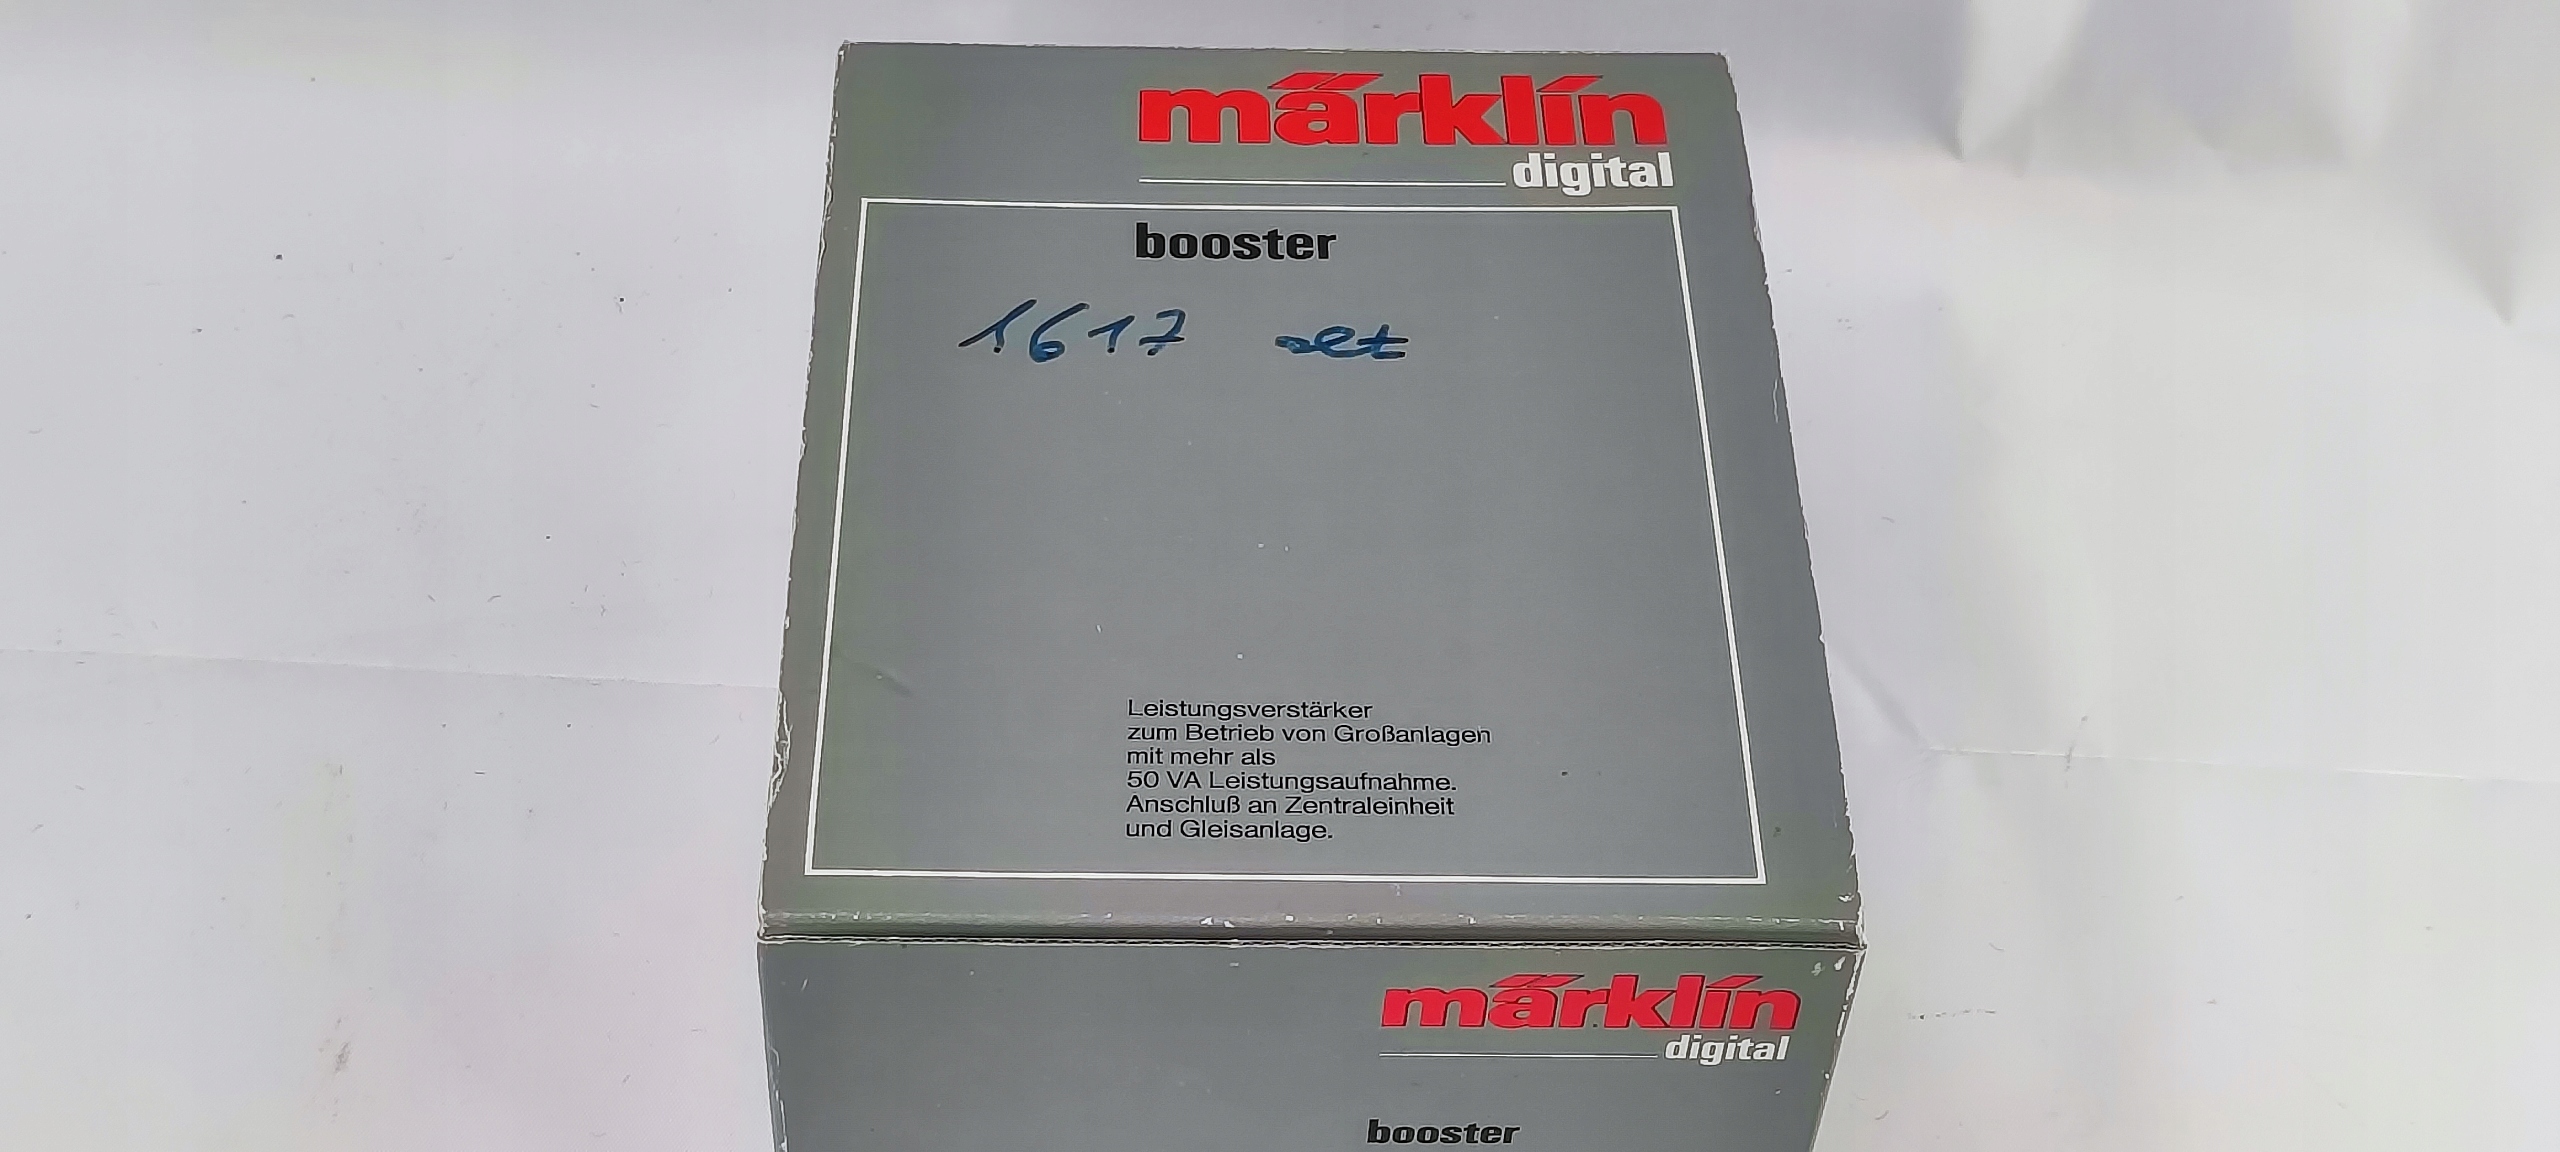 märklin
digital
booster
1617 set
Leistungsverstärker
zum Betrieb von Großanlagen
mit mehr als
50 VA Leistungsaufnahme.
Anschluß an Zentraleinheit
und Gleisanlage.
märklin
digital
booster